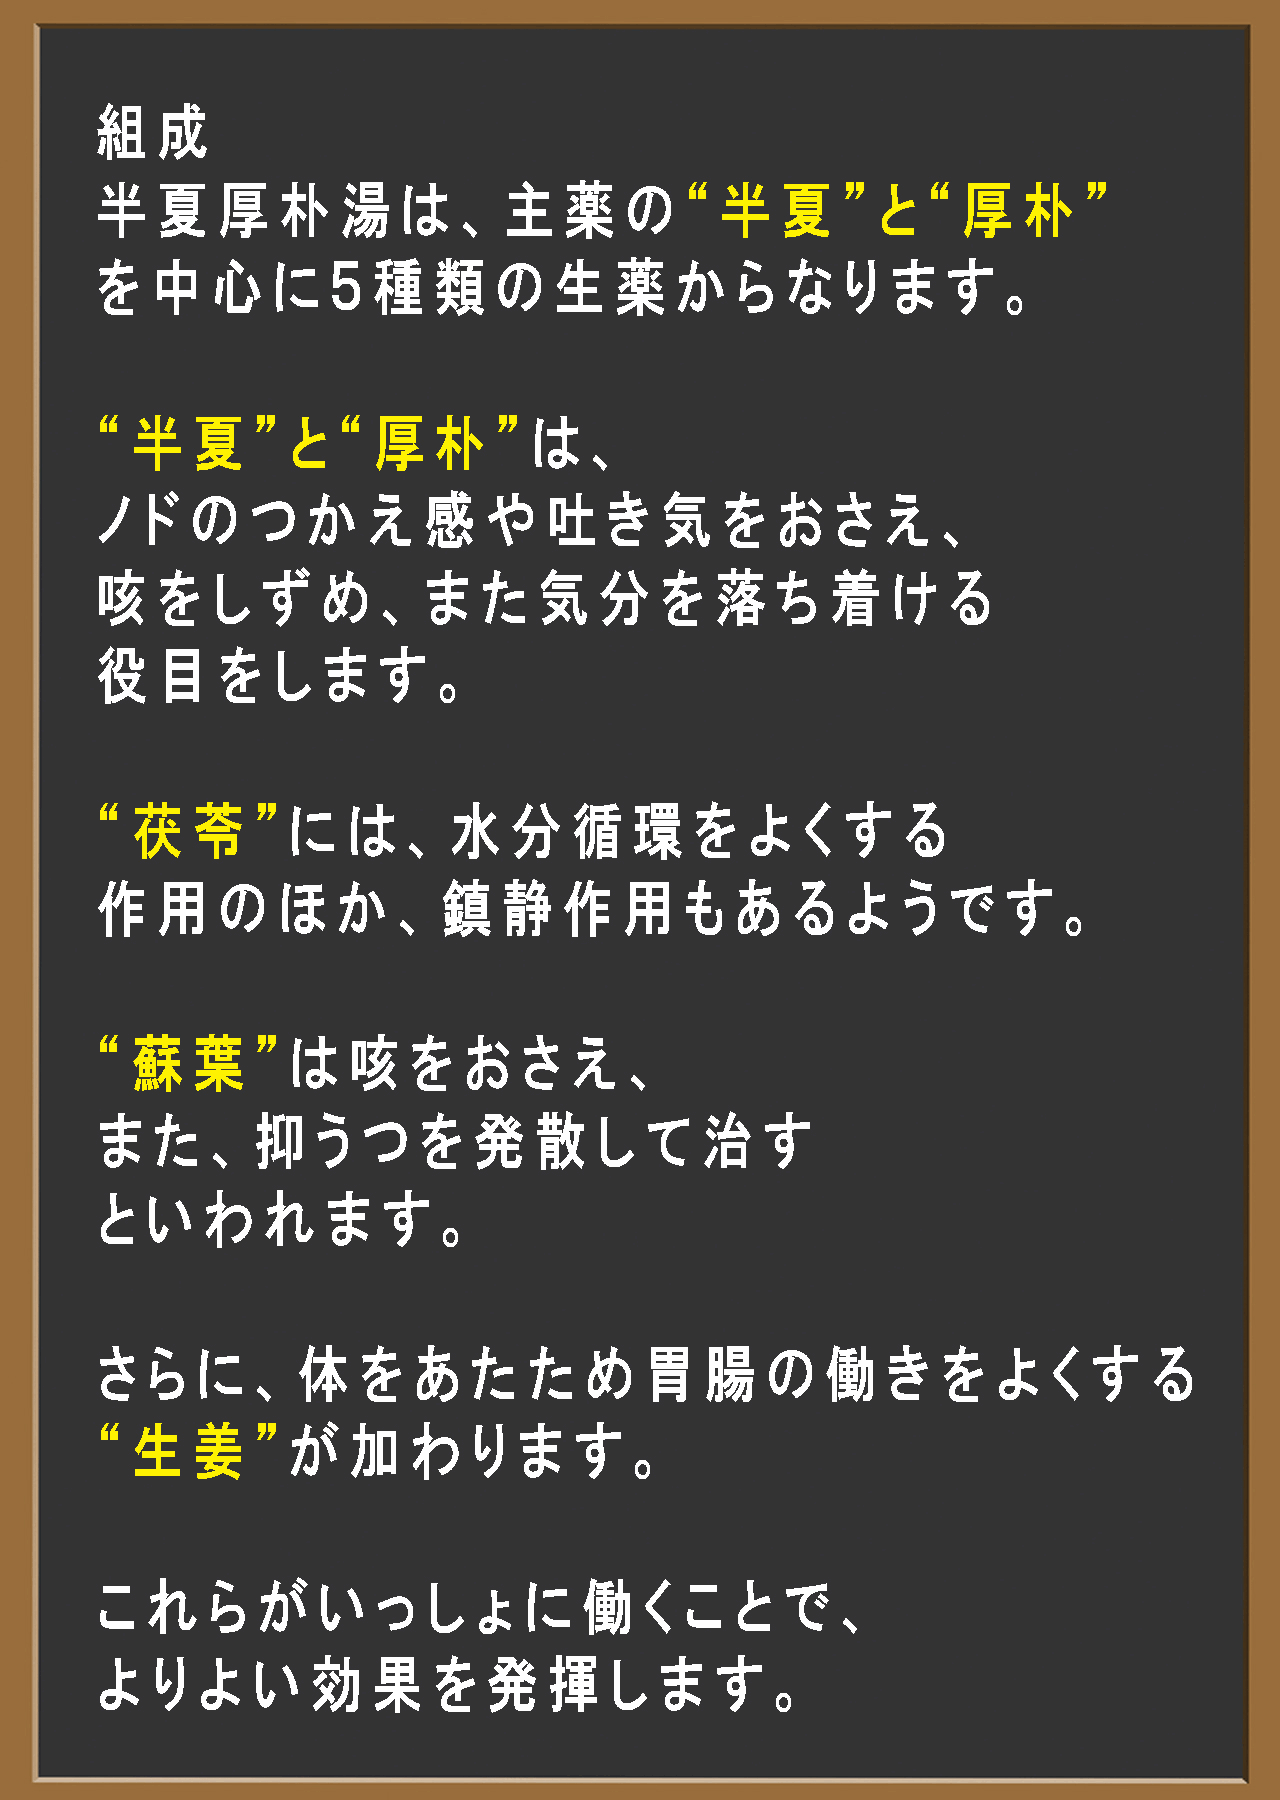 組成
半夏厚朴湯は、主薬の“半夏”と“厚朴”
を中心に５種類の生薬からなります。
“半夏”と“厚朴”は、
ノドのつかえ感や吐き気をおさえ、
咳をしずめ、また気分を落ち着ける
役目をします。
“茯苓”には、水分循環をよくする
作用のほか、鎮静作用もあるようです。
“蘇葉”は咳をおさえ、
また、抑うつを発散して治す
といわれます。
さらに、体をあたため胃腸の働きをよくする
“生姜”が加わります。
これらがいっしょに働くことで、
よりよい効果を発揮します。